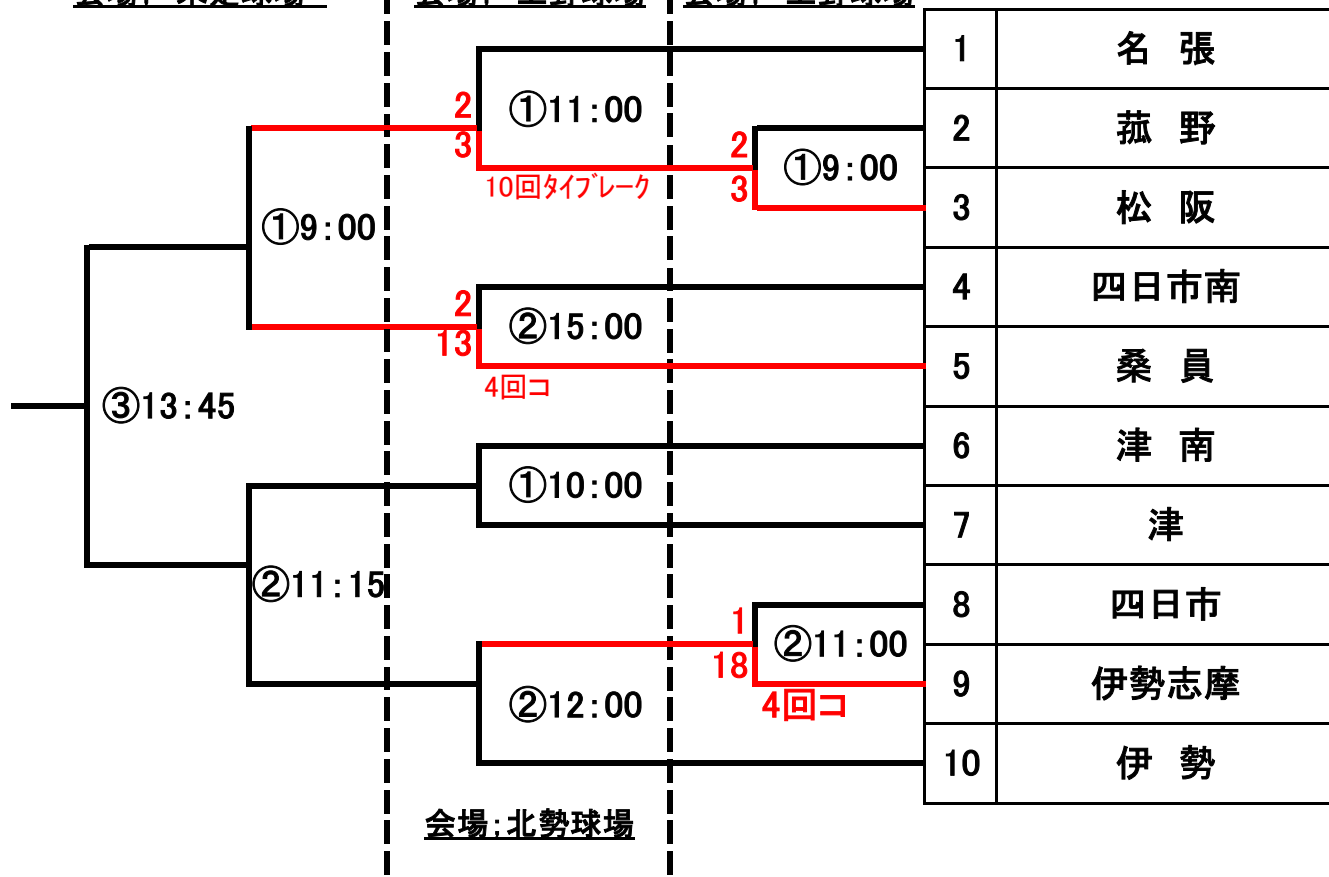 1 名 張
2 ①11:00
3 2 ①9:00 2 菰 野
10回ﾀｲﾌﾞﾚｰｸ 3
3 松 阪
①9:00
4 四日市南
2 ②15:00
13
4回コ 5 桑 員
③13:45
6 津 南
①10:00
7 津
②11:15
8 四日市
1 ②11:00
18
4回コ 9 伊勢志摩
②12:00
10 伊 勢
会場;北勢球場